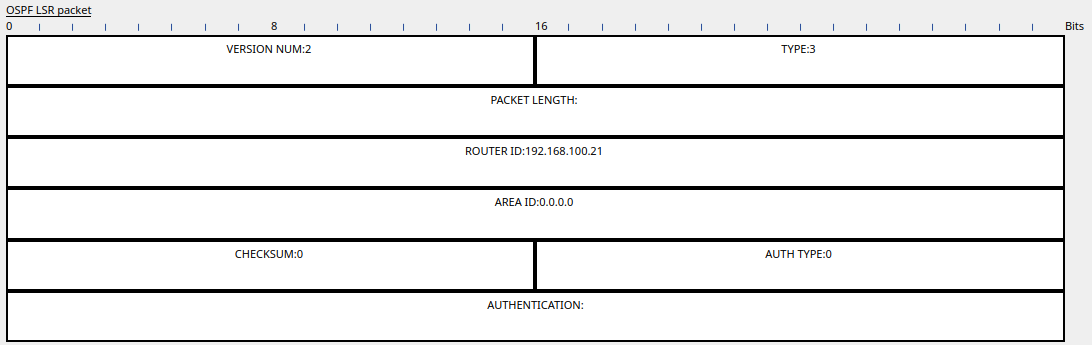 OSPF LSR packet
0 8 16 Bits
VERSION NUM:2 TYPE:3
PACKET LENGTH:
ROUTER ID:192.168.100.21
AREA ID:0.0.0.0
CHECKSUM:0 AUTH TYPE:0
AUTHENTICATION: